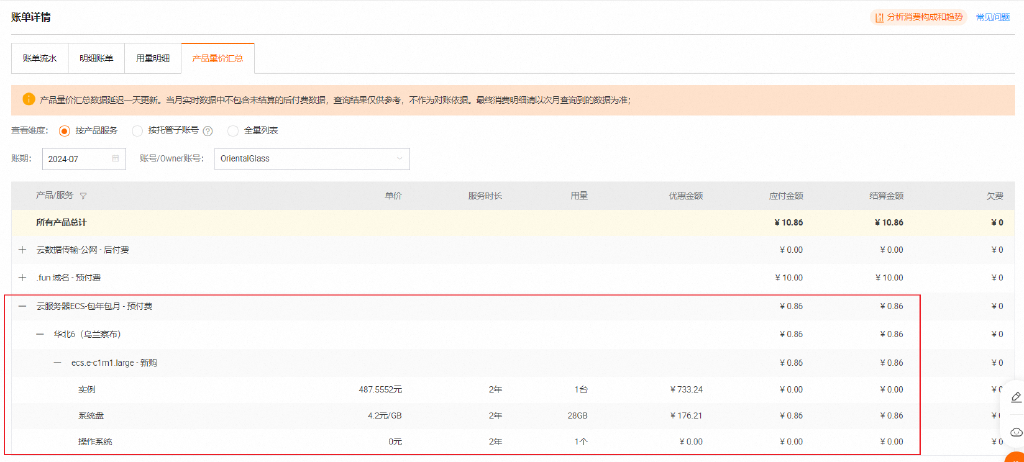 账单详情 分析消费构成和趋势 常见问题
账单流水 明细账单 用量明细 产品量价汇总
产品量价汇总数据延迟一天更新。当月实时数据中不包含未结算的后付费数据，查询结果仅供参考，不作为对账依据。最终消费明细请以次月查询到的数据为准；
查看维度： 按产品服务 按托管子账号 全量列表
账期： 2024-07 账号/Owner账号： OrientalGlass
产品/服务 单价 服务时长 用量 优惠金额 应付金额 结算金额 欠费
所有产品总计 ¥ 10.86 ¥ 10.86 ¥ 0
云数据传输-公网 - 后付费 ¥ 0.00 ¥ 0.00 ¥ 0
.fun 域名 - 预付费 ¥ 10.00 ¥ 10.00 ¥ 0
云服务器ECS-包年包月 - 预付费 ¥ 0.86 ¥ 0.86 ¥ 0
华北6（乌兰察布） ¥ 0.86 ¥ 0.86 ¥ 0
ecs.e-c1m1.large - 新购 ¥ 0.86 ¥ 0.86 ¥ 0
实例 487.5552元 2年 1台 ¥ 733.24 ¥ 0.00 ¥ 0.00 ¥ 0
系统盘 4.2元/GB 2年 28GB ¥ 176.21 ¥ 0.86 ¥ 0.86 ¥
操作系统 0元 2年 1个 ¥ 0.00 ¥ 0.00 ¥ 0.00 ¥